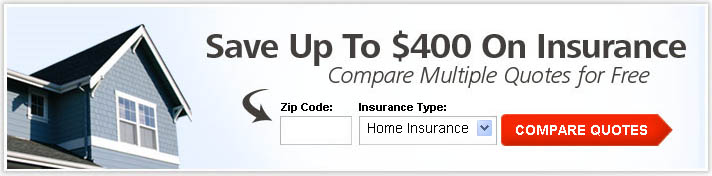 Save Up To $400 On Insurance
Compare Multiple Quotes for Free
Zip Code: Insurance Type:
Home Insurance COMPARE QUOTES